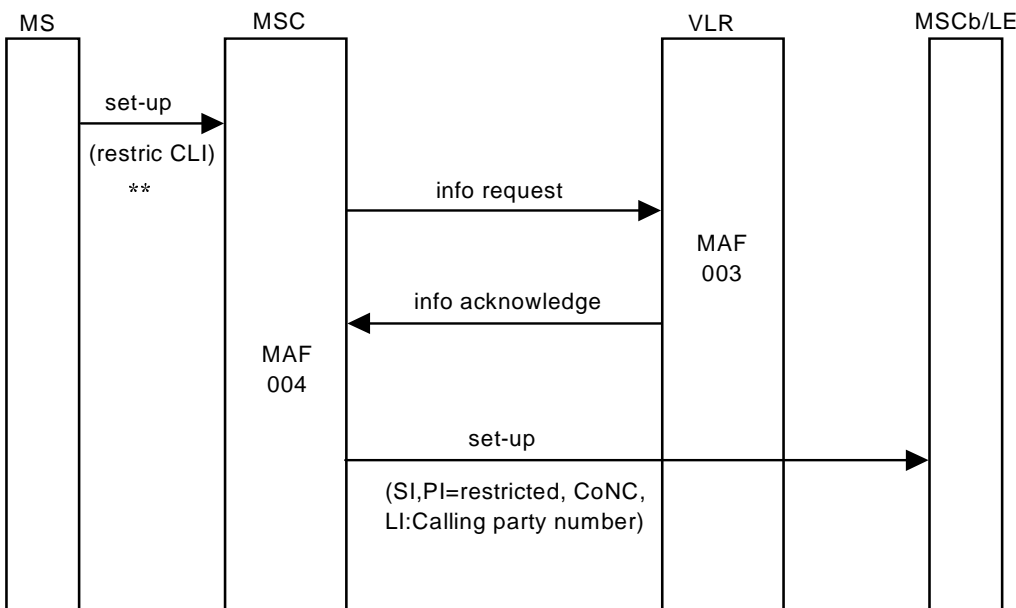 MS
MSC
VLR
MSCb/LE
set-up
(restric CLI)
**
info request
MAF
003
info acknowledge
MAF
004
set-up
(SI,PI=restricted, CoNC,
LI:Calling party number)